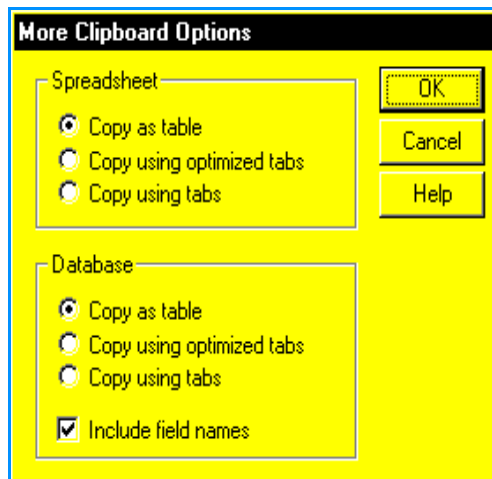 More Clipboard Options
Spreadsheet
Copy as table
Copy using optimized tabs
Copy using tabs
OK
Cancel
Help
Database
Copy as table
Copy using optimized tabs
Copy using tabs
Include field names